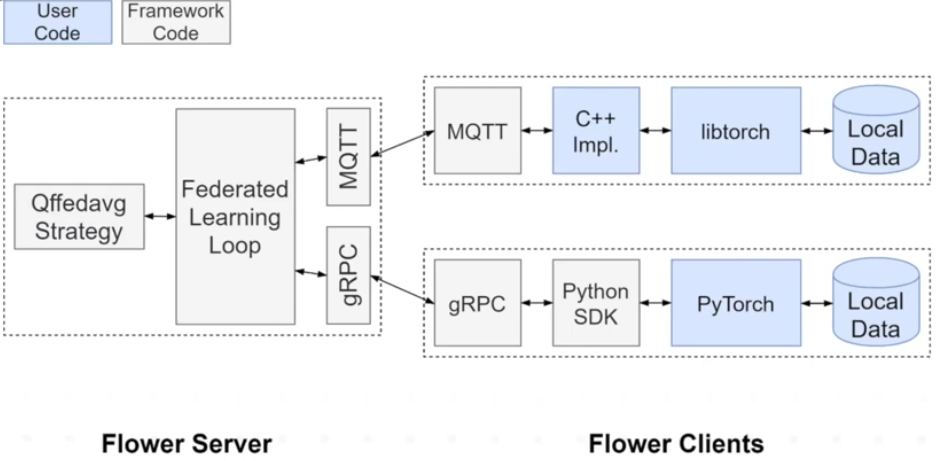 User
Code
Framework
Code
Qffedavg
Strategy
Federated
Learning
Loop
MQTT
gRPC
MQTT
C++
Impl.
libtorch
Local
Data
gRPC
Python
SDK
PyTorch
Local
Data
Flower Server
Flower Clients